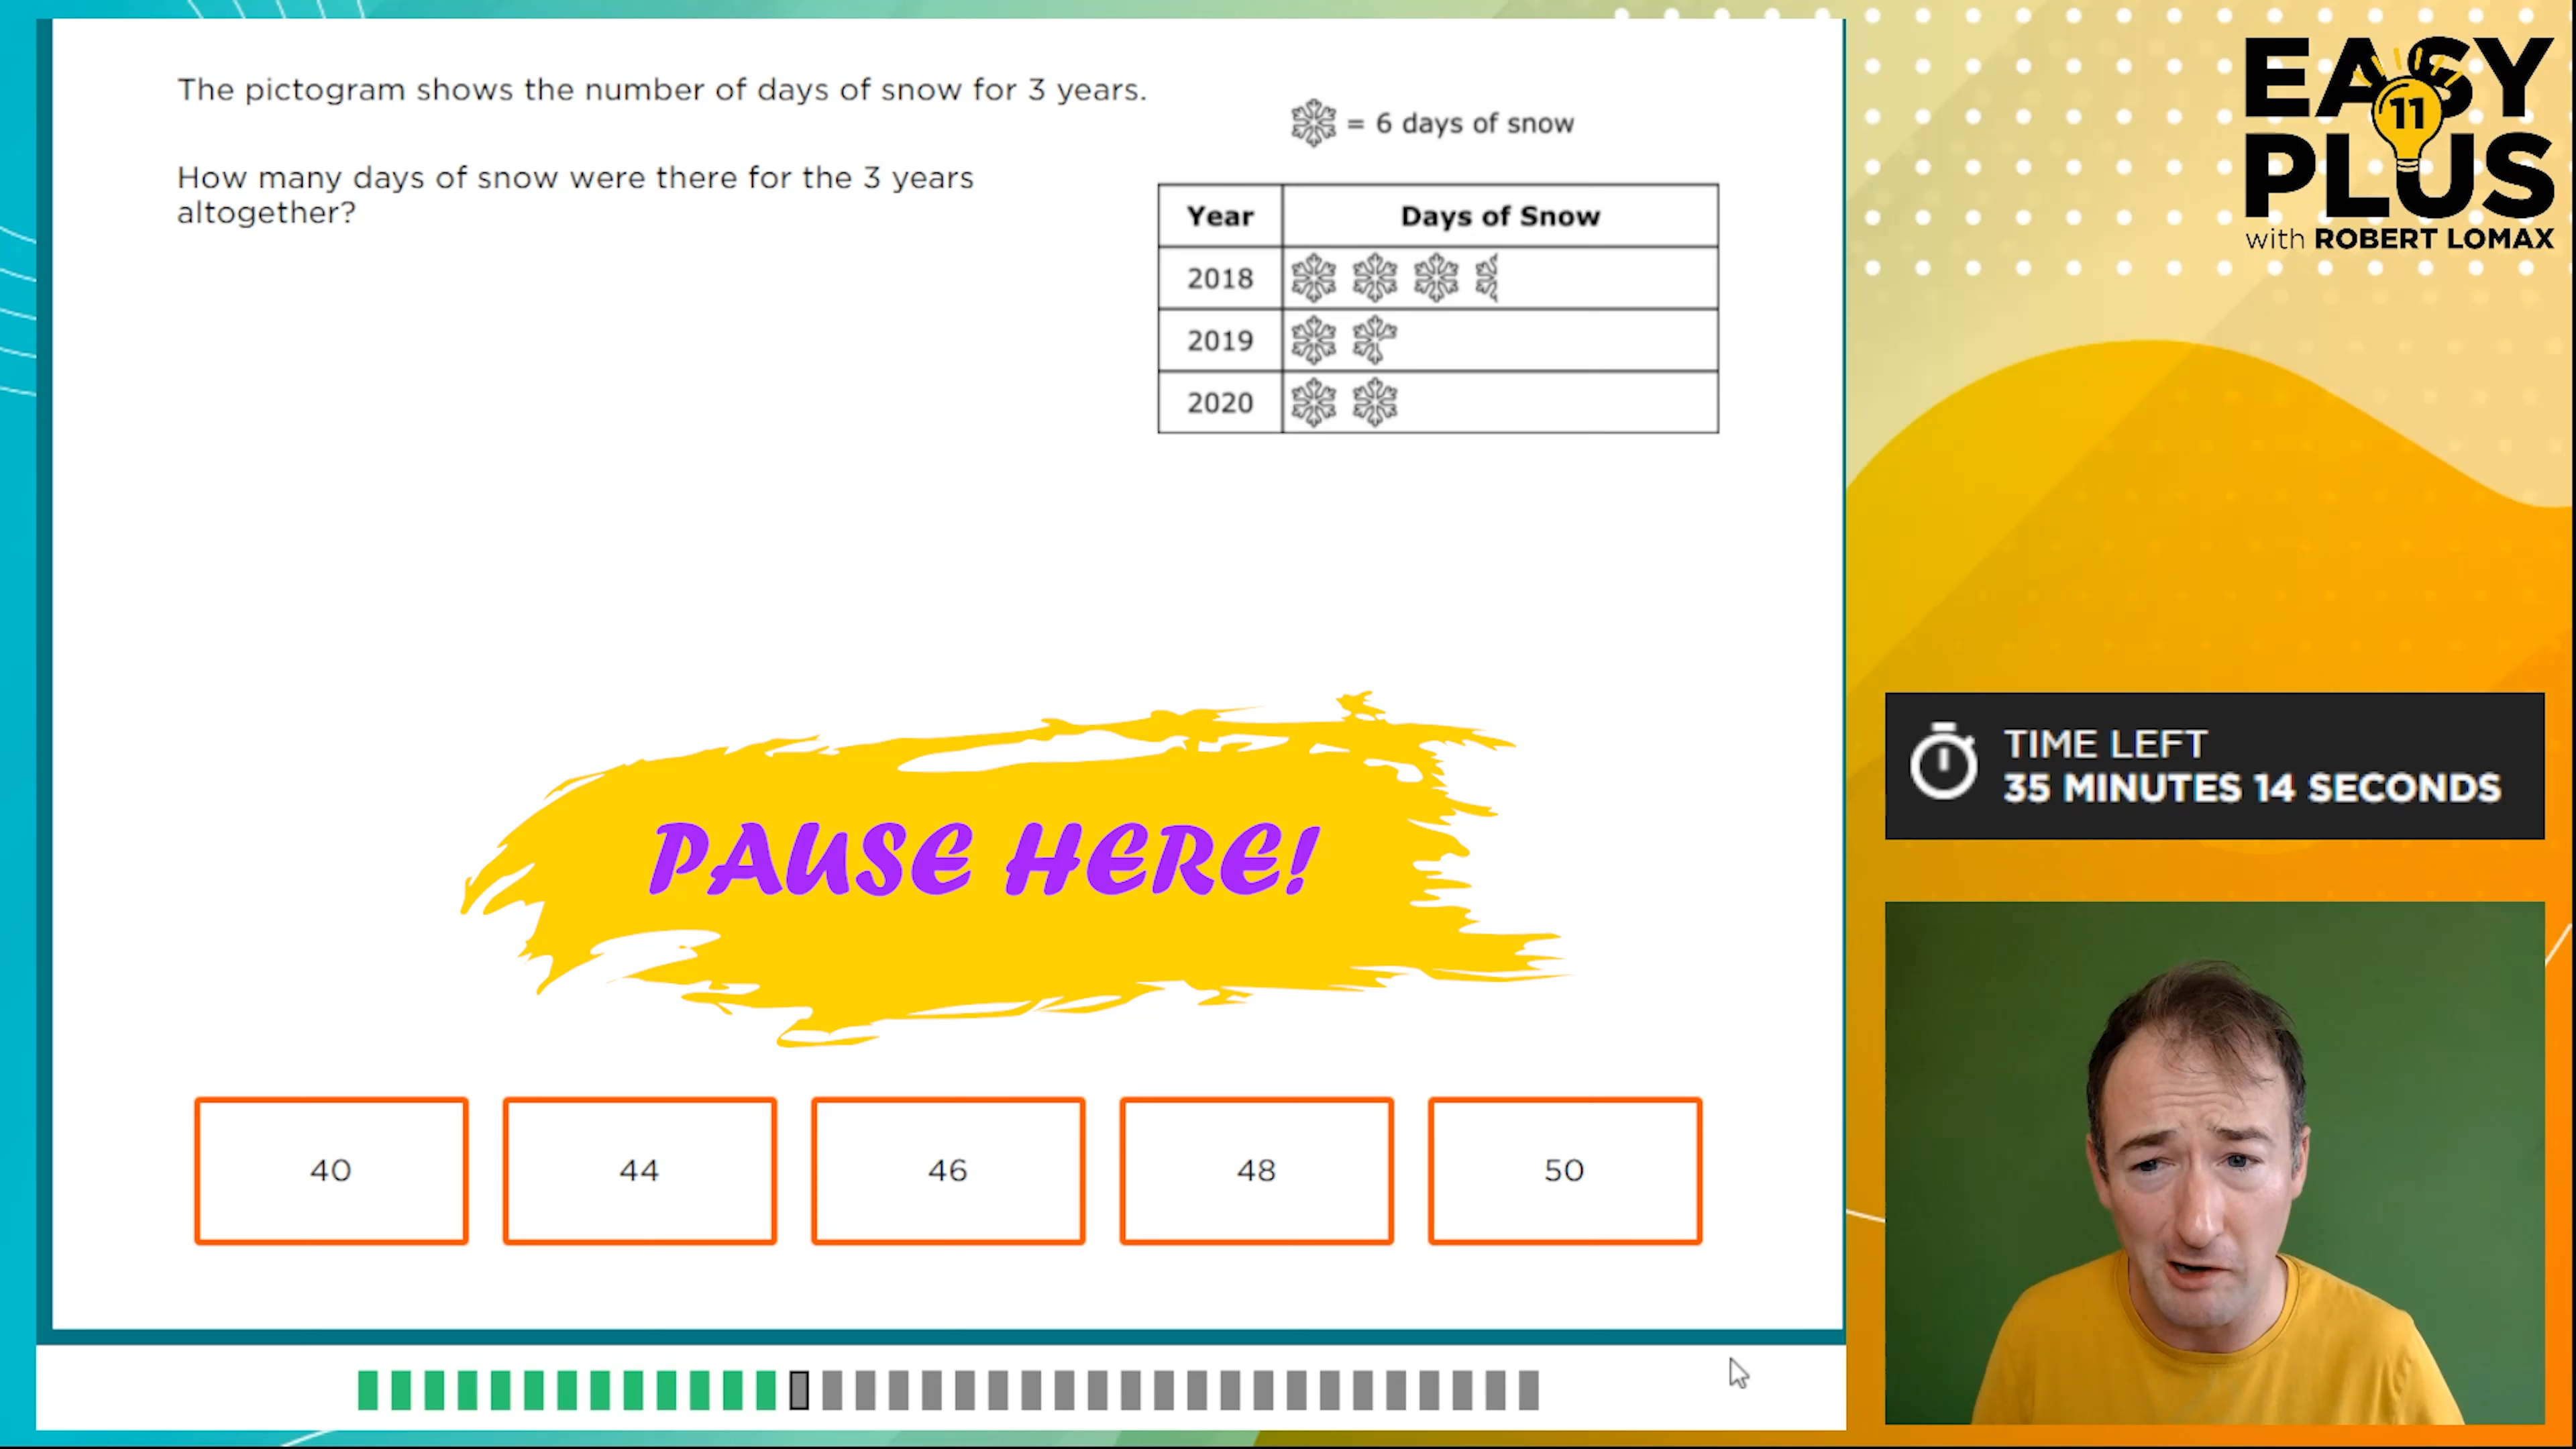 The pictogram shows the number of days of snow for 3 years.
How many days of snow were there for the 3 years
altogether?
= 6 days of snow
Year Days of Snow
2018
2019
2020
PAUSE HERE!
40 44 46 48 50
EASY
11
PLUS
with ROBERT LOMAX
TIME LEFT
35 MINUTES 14 SECONDS